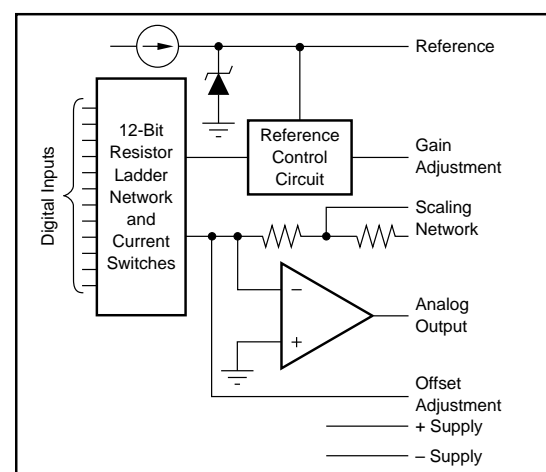 Reference
12-Bit
Resistor
Ladder
Network
and
Current
Switches
Digital Inputs
Reference
Control
Circuit
Gain
Adjustment
Scaling
Network
–
+
Analog
Output
Offset
Adjustment
+ Supply
– Supply